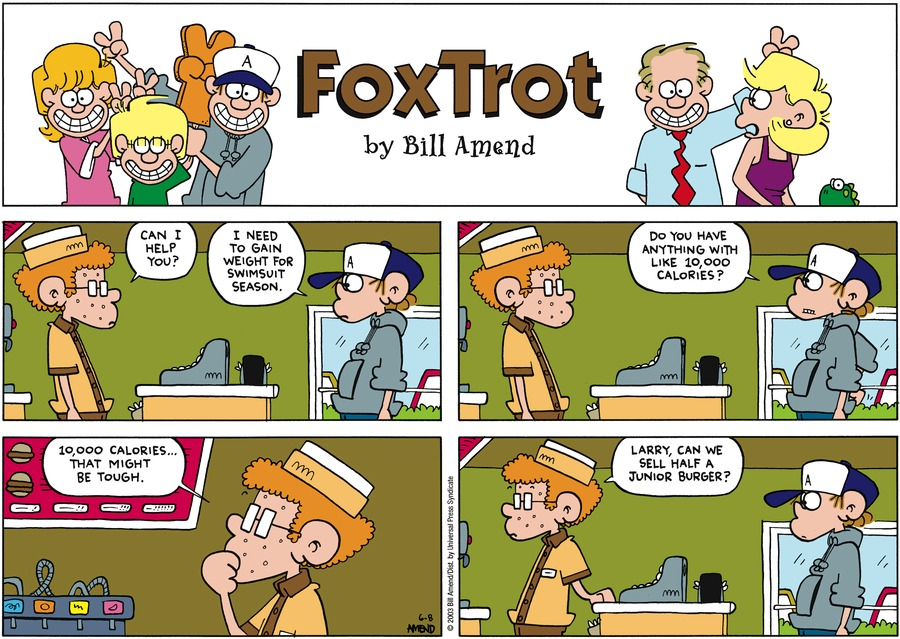 FOXTROT
by Bill Amend
A
CAN I
HELP
YOU?
I NEED
TO GAIN
WEIGHT FOR
SWIMSUIT
SEASON.
A
DO YOU HAVE
ANYTHING WITH
LIKE 10,000
CALORIES?
A
10,000 CALORIES...
THAT MIGHT
BE TOUGH.
6-8
AMEND
© 2003 Bill Amend/Dist. by Universal Press Syndicate
LARRY, CAN WE
SELL HALF A
JUNIOR BURGER?
A